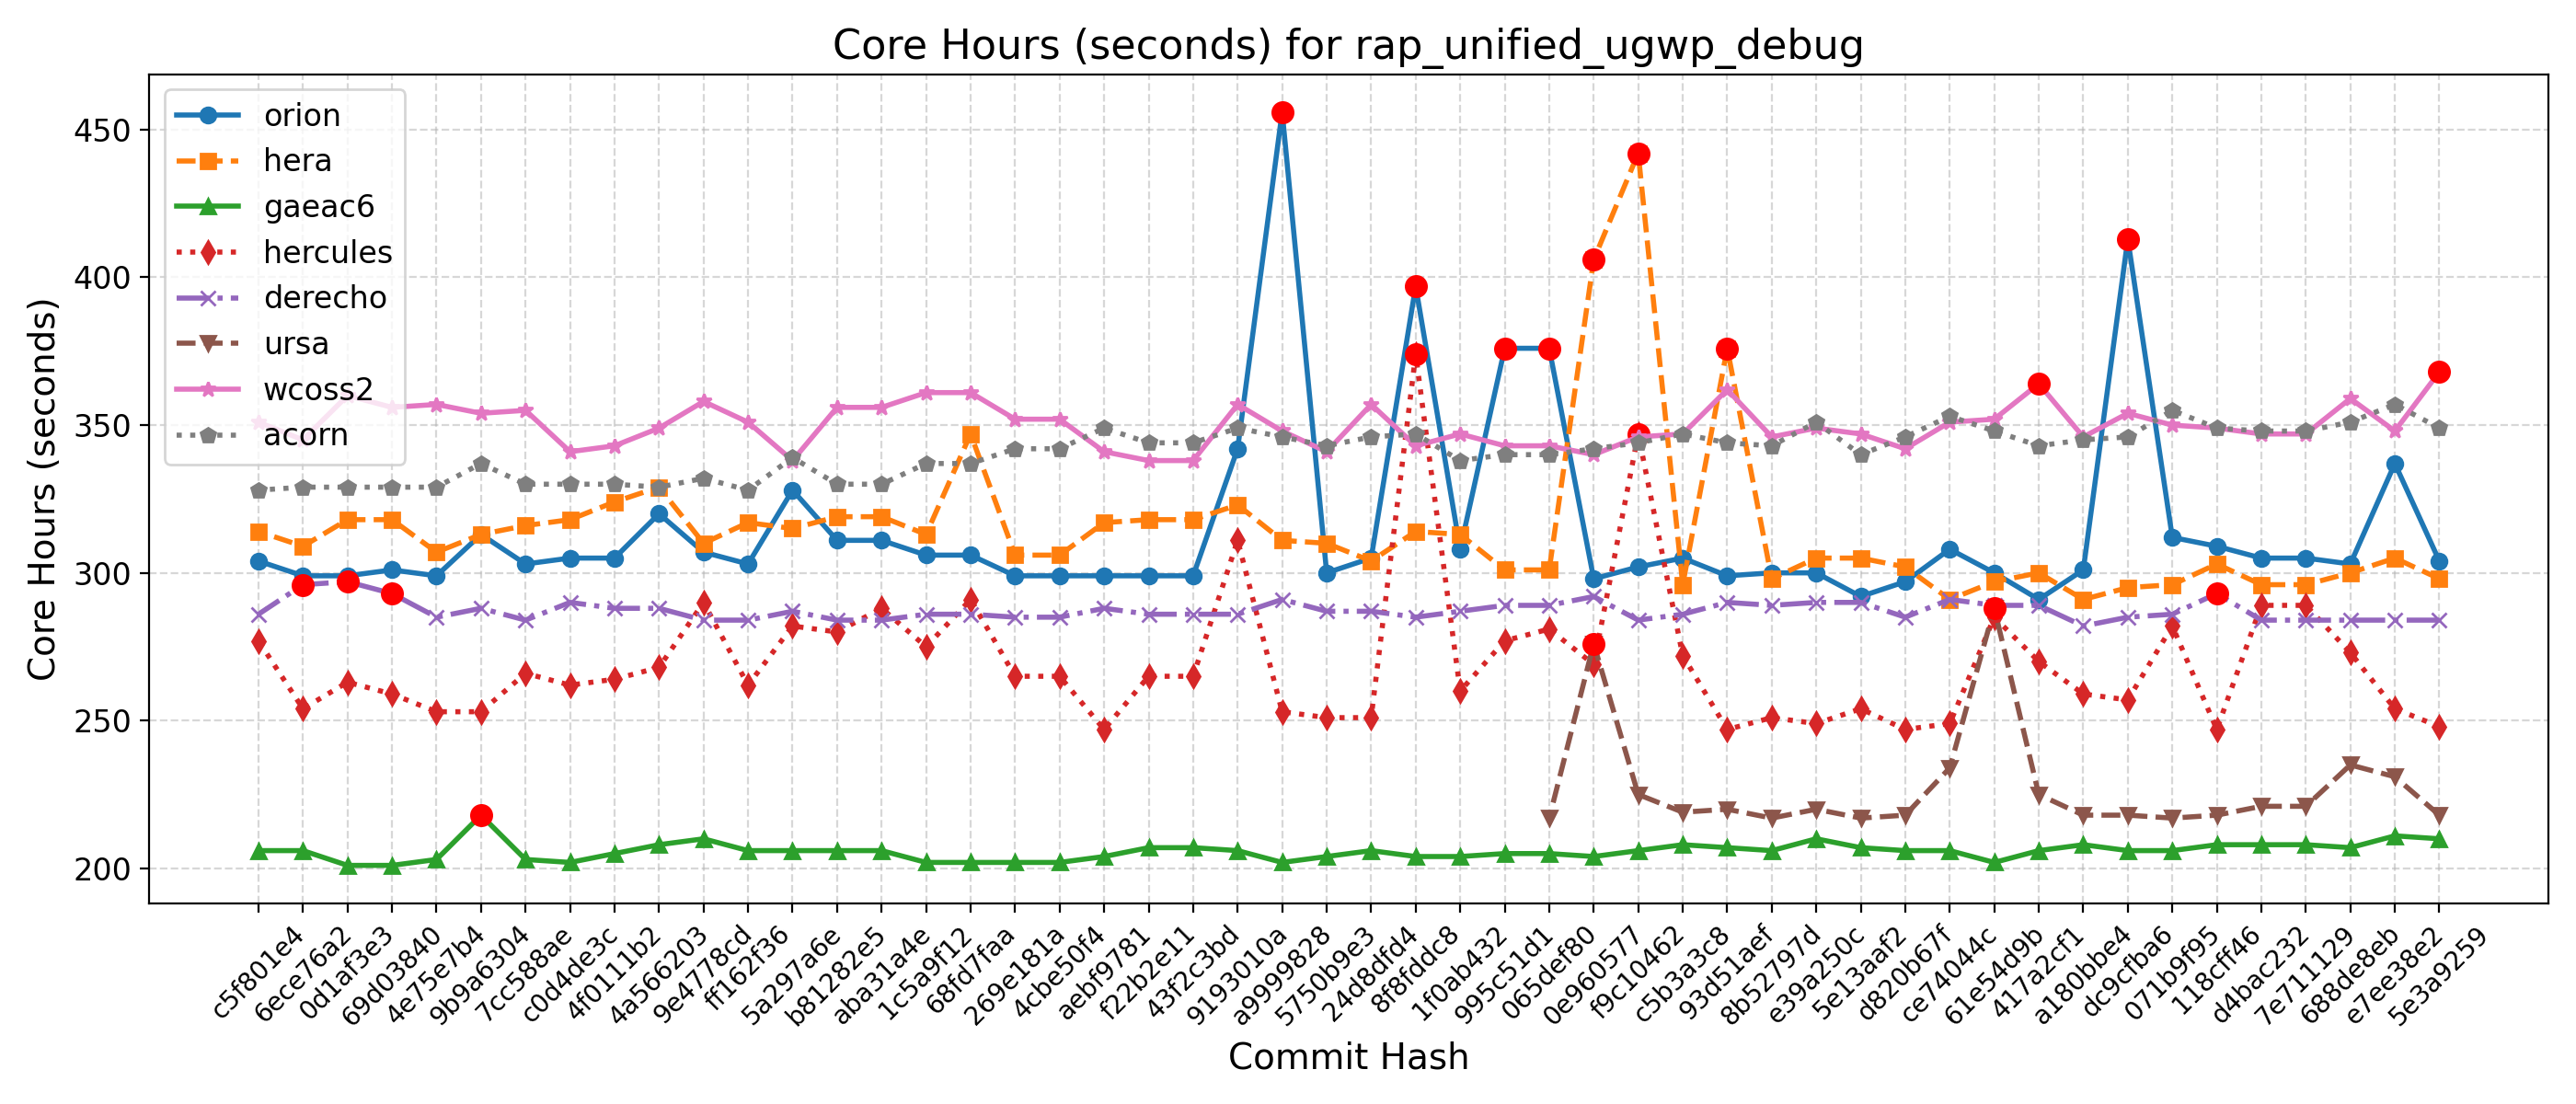 Core Hours (seconds) for rap_unified_ugwp_debug
Core Hours (seconds)
450
400
350
300
250
200
orion
hera
gaeac6
hercules
derecho
ursa
wcoss2
acorn
c5f801e4
6ece76a2
0d1af3e3
69d03840
4e75e7b4
9b9a6304
7cc588ae
c0d4de3c
4f0111b2
4a566203
9e4778cd
ff162f36
5a297a6e
b81282e5
aba31a4e
1c5a9f12
68fd7faa
269e181a
4cbe50f4
aebf9781
f22b2e11
43f2c3bd
9193010a
a9999828
5750b9e3
24d8dfd4
8f8fddc8
1f0ab432
995c51d1
065def80
0e960577
f9c10462
c5b3a3c8
93d51aef
8b52797d
e39a250c
5e13aaf2
d820b67f
ce74044c
61e54d9b
417a2cf1
a180bbe4
dc9cfba6
071b9f95
118cff46
d4bac232
7e711129
688de8eb
e7ee38e2
5e3a9259
Commit Hash